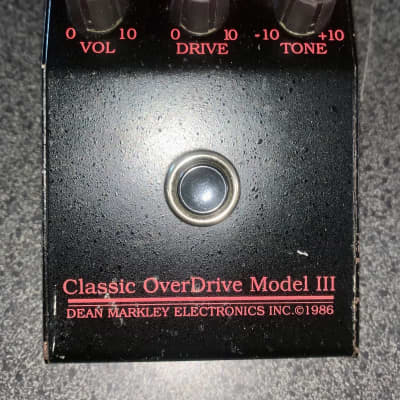 0 10 0 10 -10 +10
VOL DRIVE TONE
Classic OverDrive Model III
DEAN MARKLEY ELECTRONICS INC.©1986